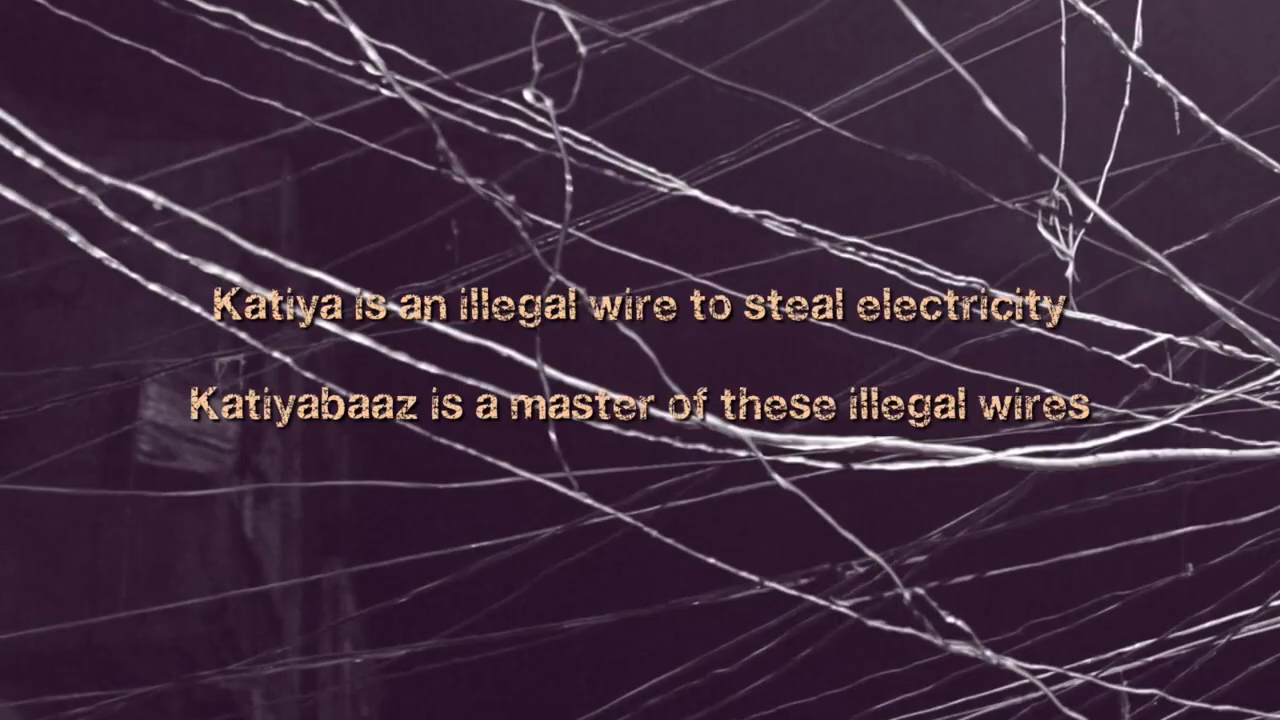 Katiya is an illegal wire to steal electricity
Katiyabaaz is a master of these illegal wires